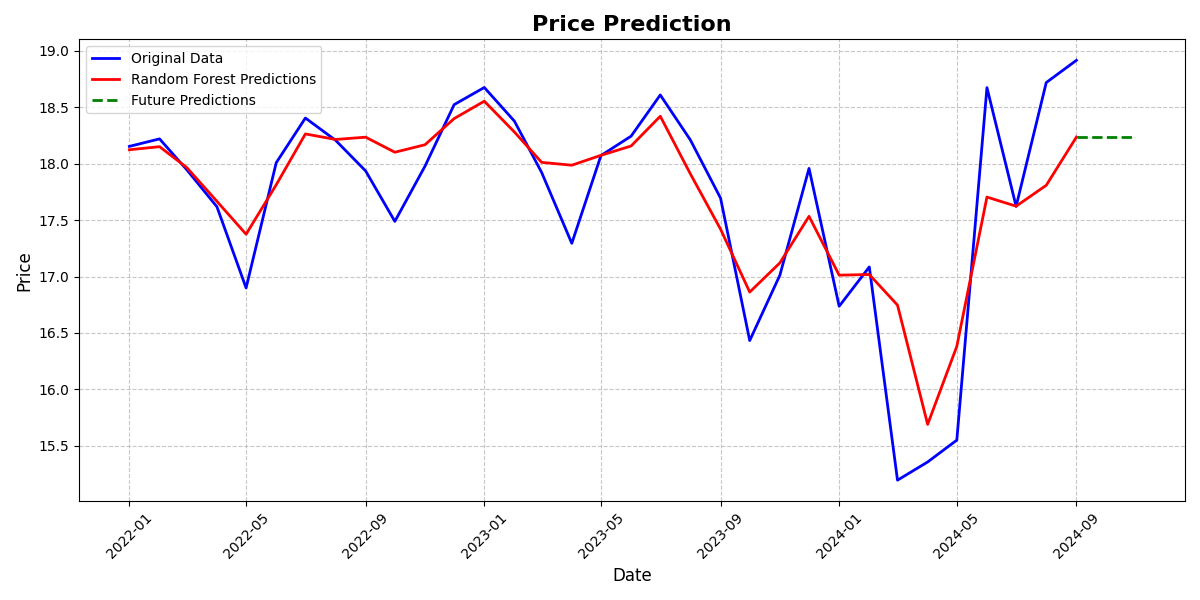 Price Prediction
Original Data
Random Forest Predictions
Future Predictions
Price
19.0
18.5
18.0
17.5
17.0
16.5
16.0
15.5
2022-01
2022-05
2022-09
2023-01
2023-05
2023-09
2024-01
2024-05
2024-09
Date